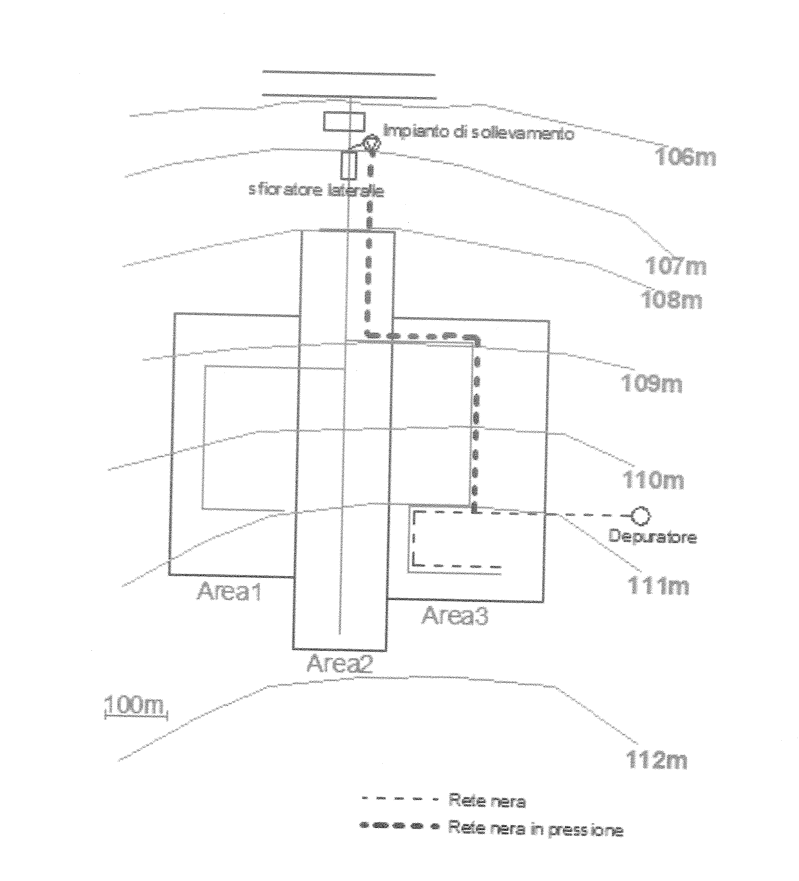 Impianto di sollevamento
106m
sfioratore lateralle
107m
108m
109m
110m
Depuratore
111m
Area1
Area3
Area2
100m
112m
Rete nera
Rete nera in pressione